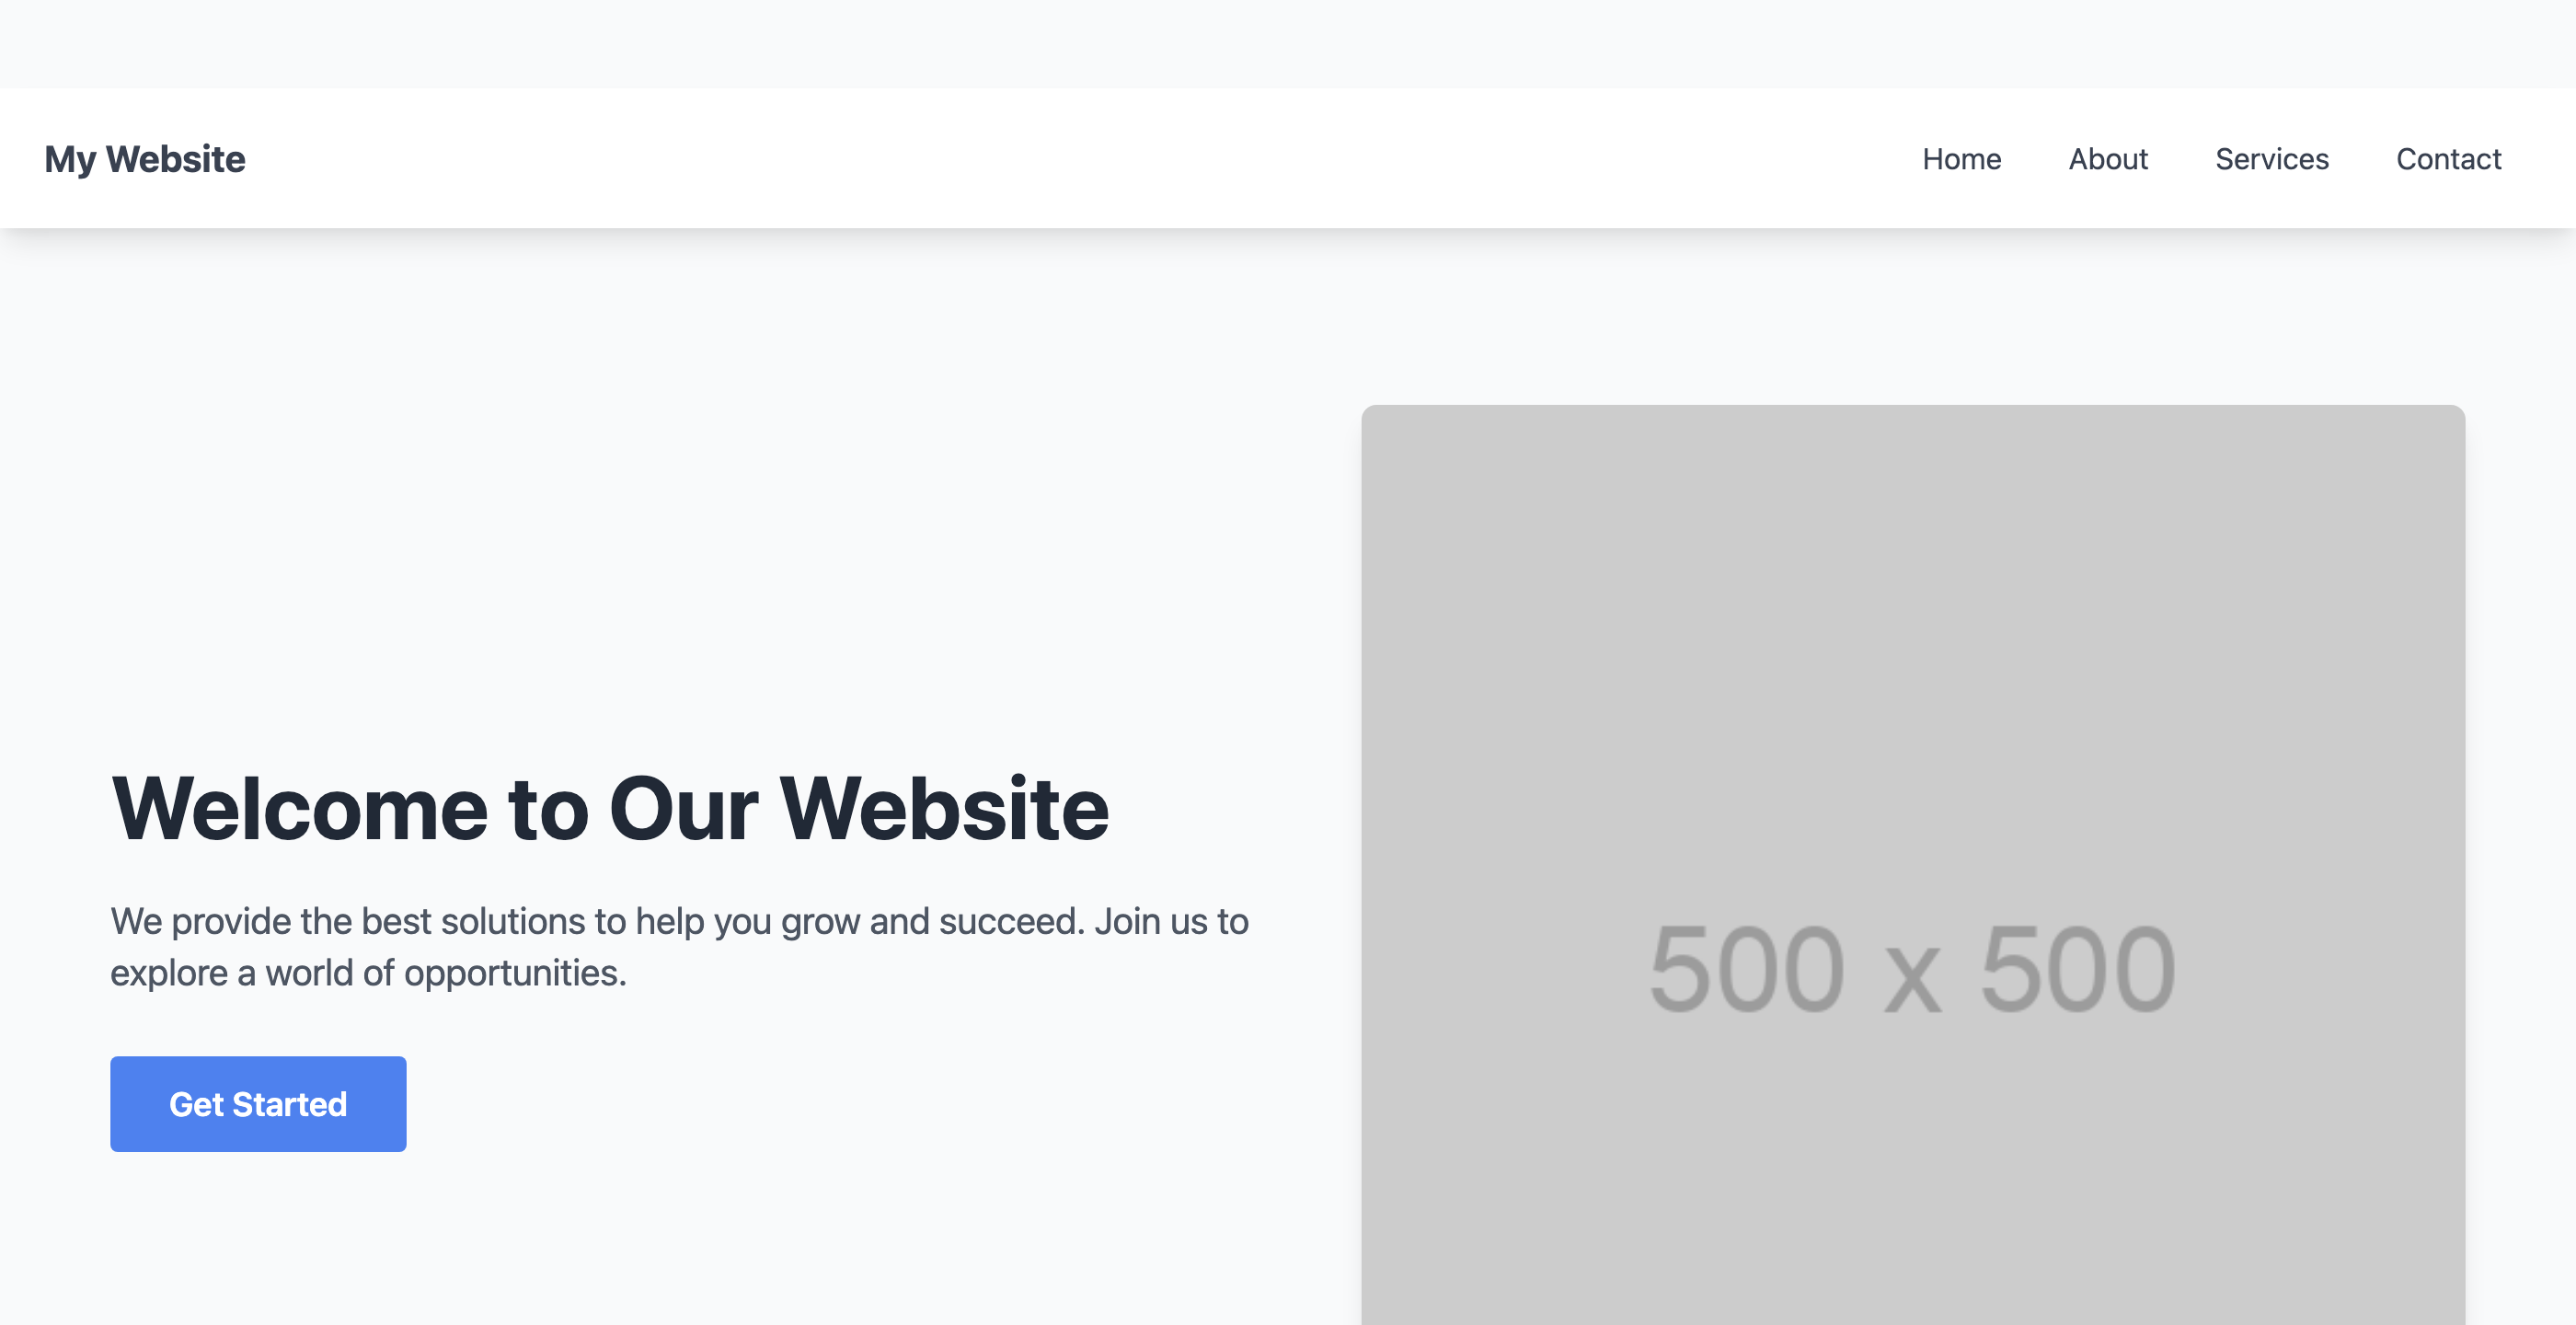 My Website
Home About Services Contact
Welcome to Our Website
We provide the best solutions to help you grow and succeed. Join us to
explore a world of opportunities.
Get Started
500 x 500